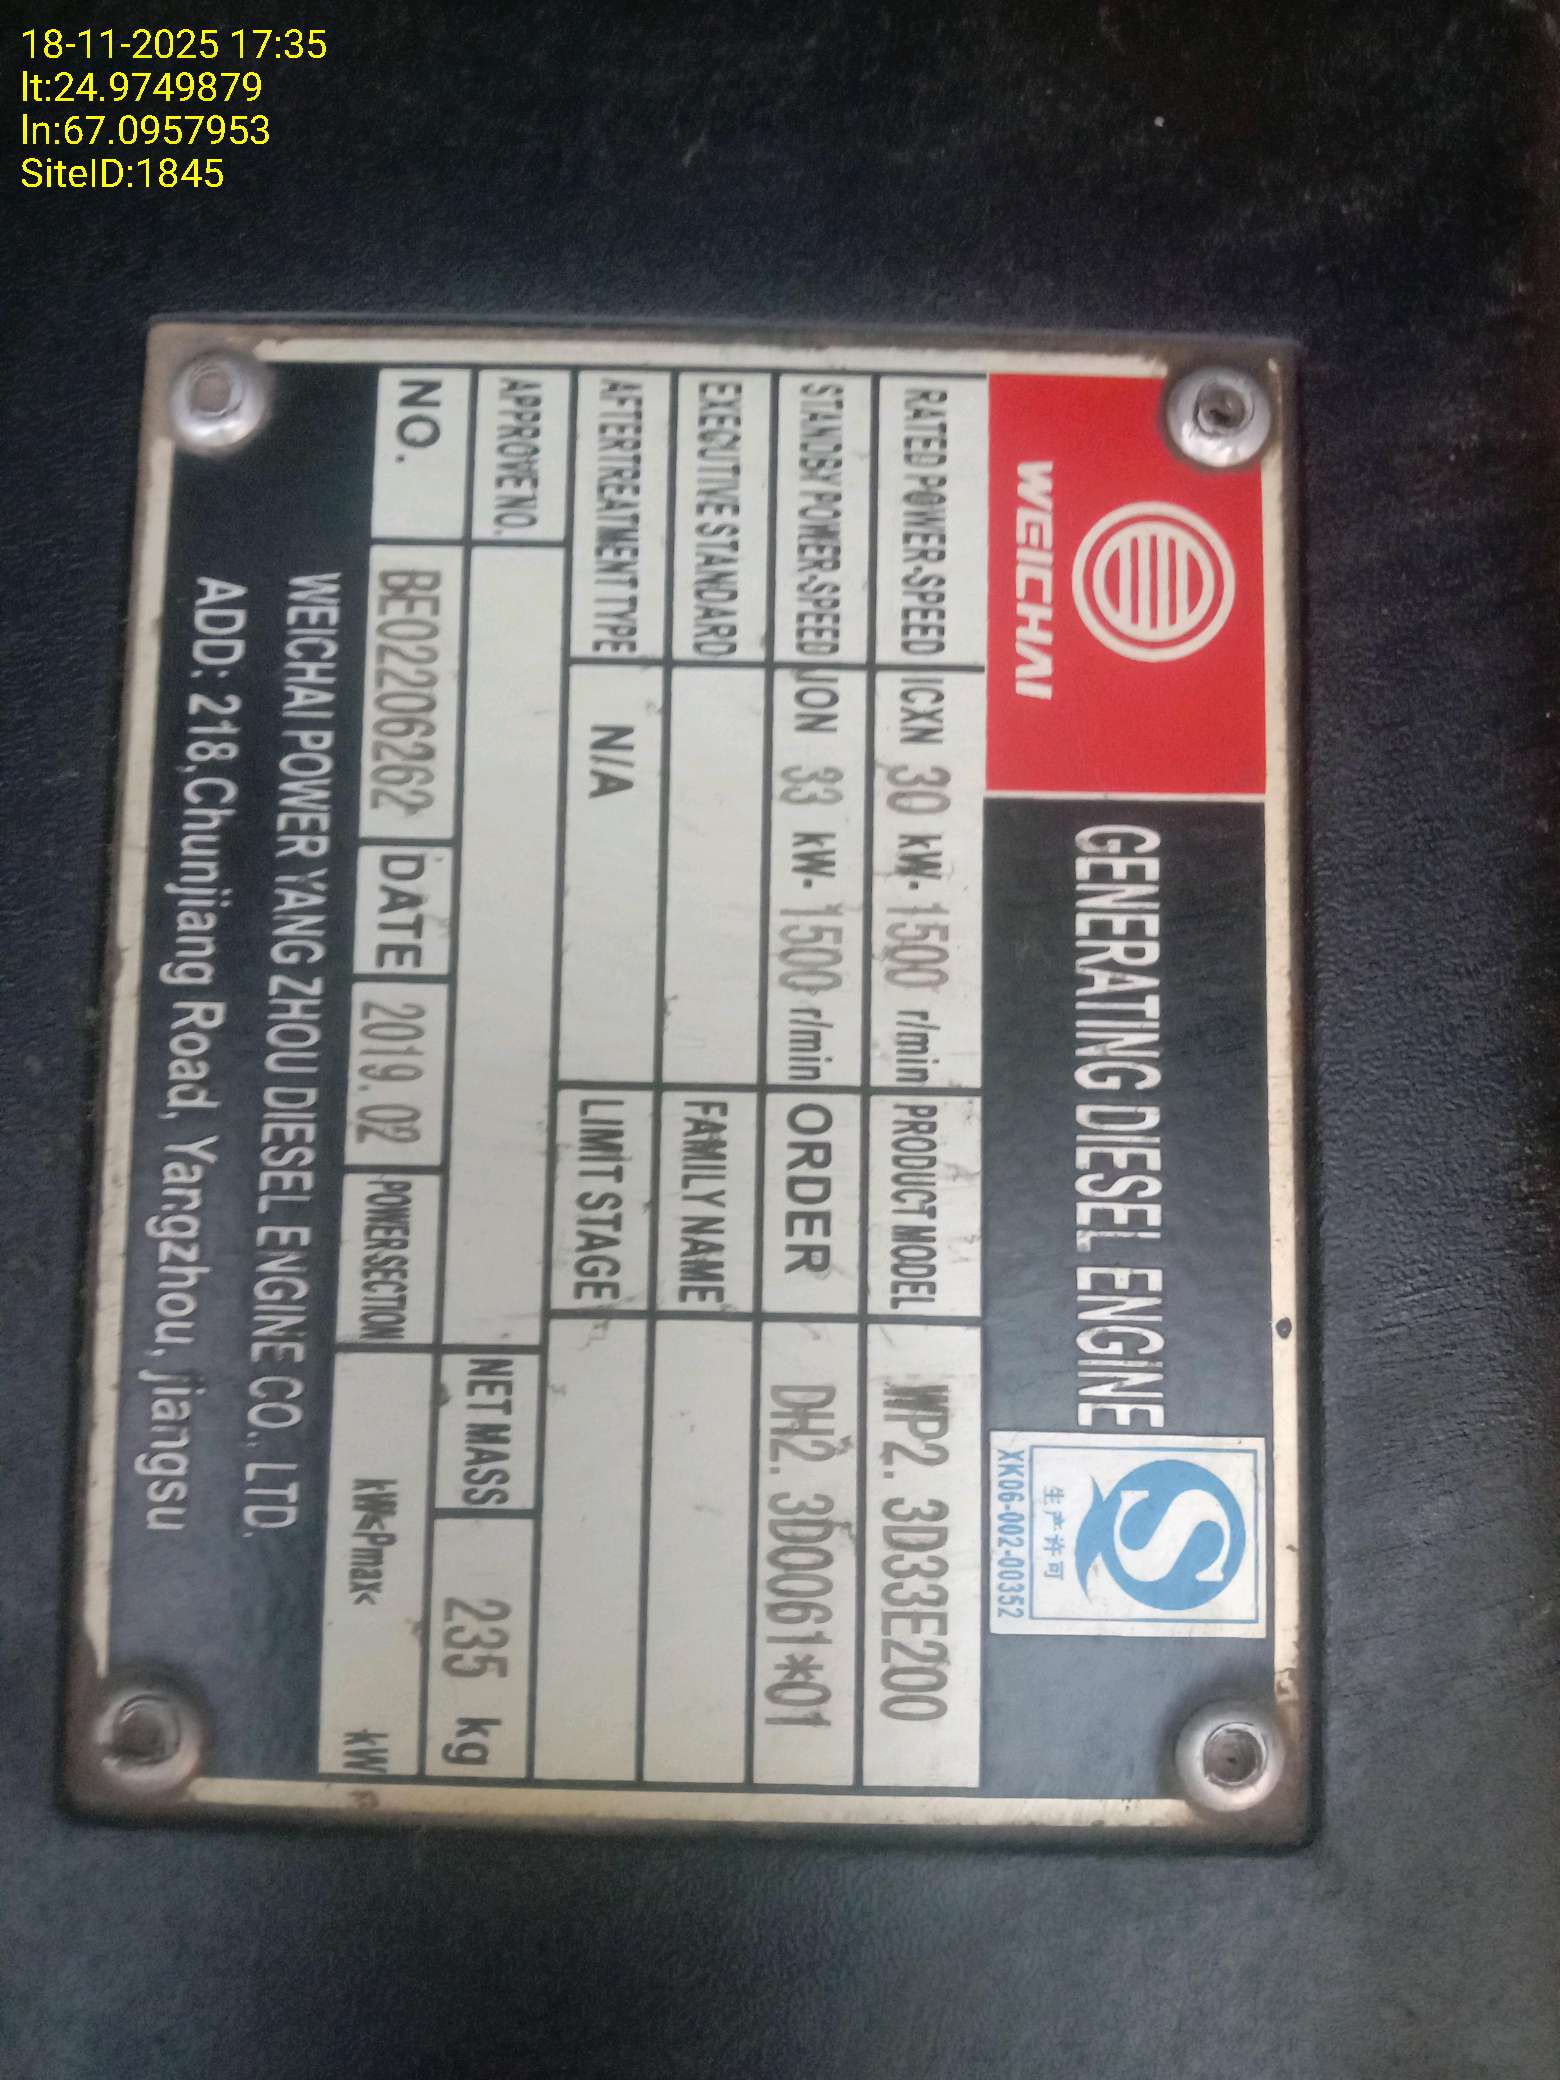 18-11-2025 17:35
lt:24.9749879
ln:67.0957953
SiteID:1845
WEICHAI
GENERATING DIESEL ENGINE
生产许可
XK06-002-00352
RATED POWER,SPEED ICXN 30 kW· 1500 r/min PRODUCT MODEL WP2.3D33E200
STANDBY POWER,SPEED IJON 33 kW· 1500 r/min ORDER DH2.3D0061*01
EXECUTIVE STANDARD FAMILY NAME
AFTERTREATMENT TYPE N/A LIMIT STAGE
APPROVE NO. NET MASS 235 kg
NO. BE02206262 DATE 2019.02 POWER SECTION kW≤Pmax< kW
WEICHAI POWER YANG ZHOU DIESEL ENGINE CO., LTD.
ADD: 218,Chunjiang Road, Yangzhou, jiangsu